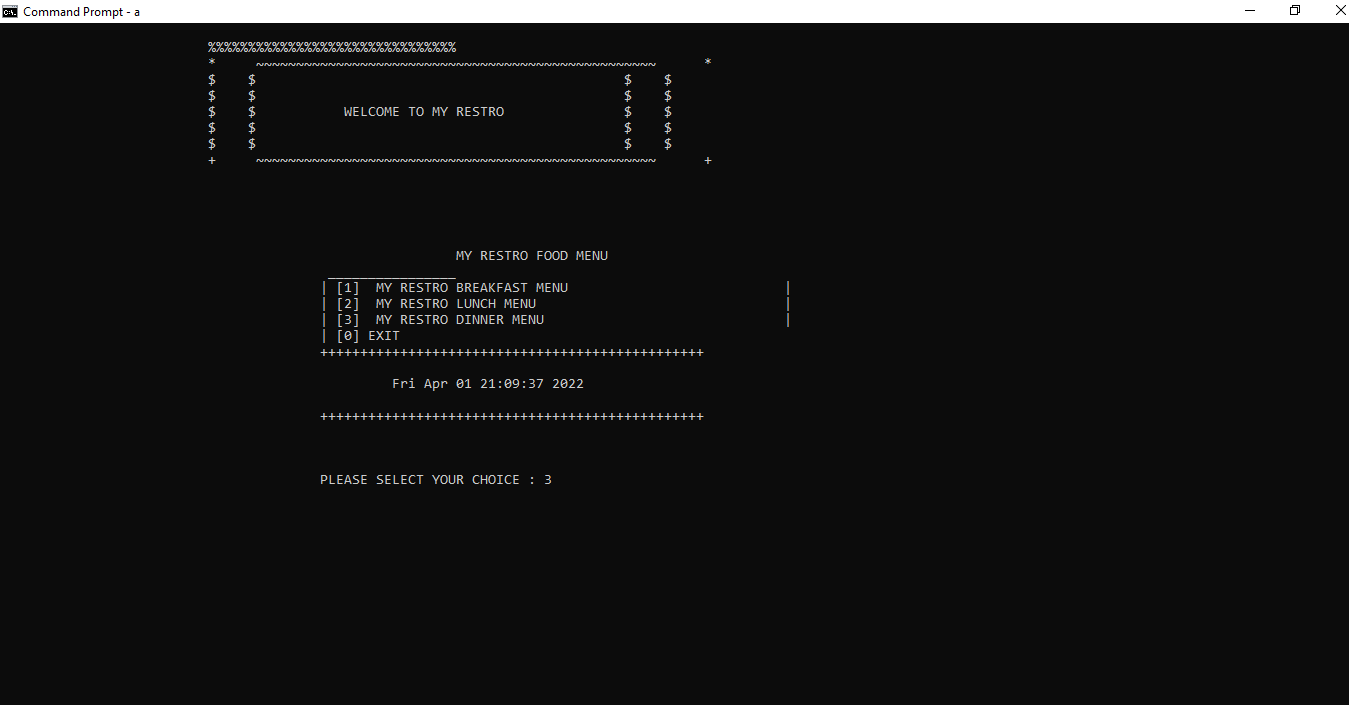 Command Prompt - a
%%%%%%%%%%%%%%%%%%%%%%%%%%%%%%%
* ~~~~~~~~~~~~~~~~~~~~~~~~~~~~~~~~~~~~~~~~~~~~~~~~~~ *
$ $ $ $
$ $ $ $
$ $ WELCOME TO MY RESTRO $ $
$ $ $ $
$ $ $ $
+ ~~~~~~~~~~~~~~~~~~~~~~~~~~~~~~~~~~~~~~~~~~~~~~~~~~ +
MY RESTRO FOOD MENU
________________
| [1]  MY RESTRO BREAKFAST MENU |
| [2]  MY RESTRO LUNCH MENU |
| [3]  MY RESTRO DINNER MENU |
| [0] EXIT
++++++++++++++++++++++++++++++++++++++++++++++++
Fri Apr 01 21:09:37 2022
++++++++++++++++++++++++++++++++++++++++++++++++
PLEASE SELECT YOUR CHOICE : 3